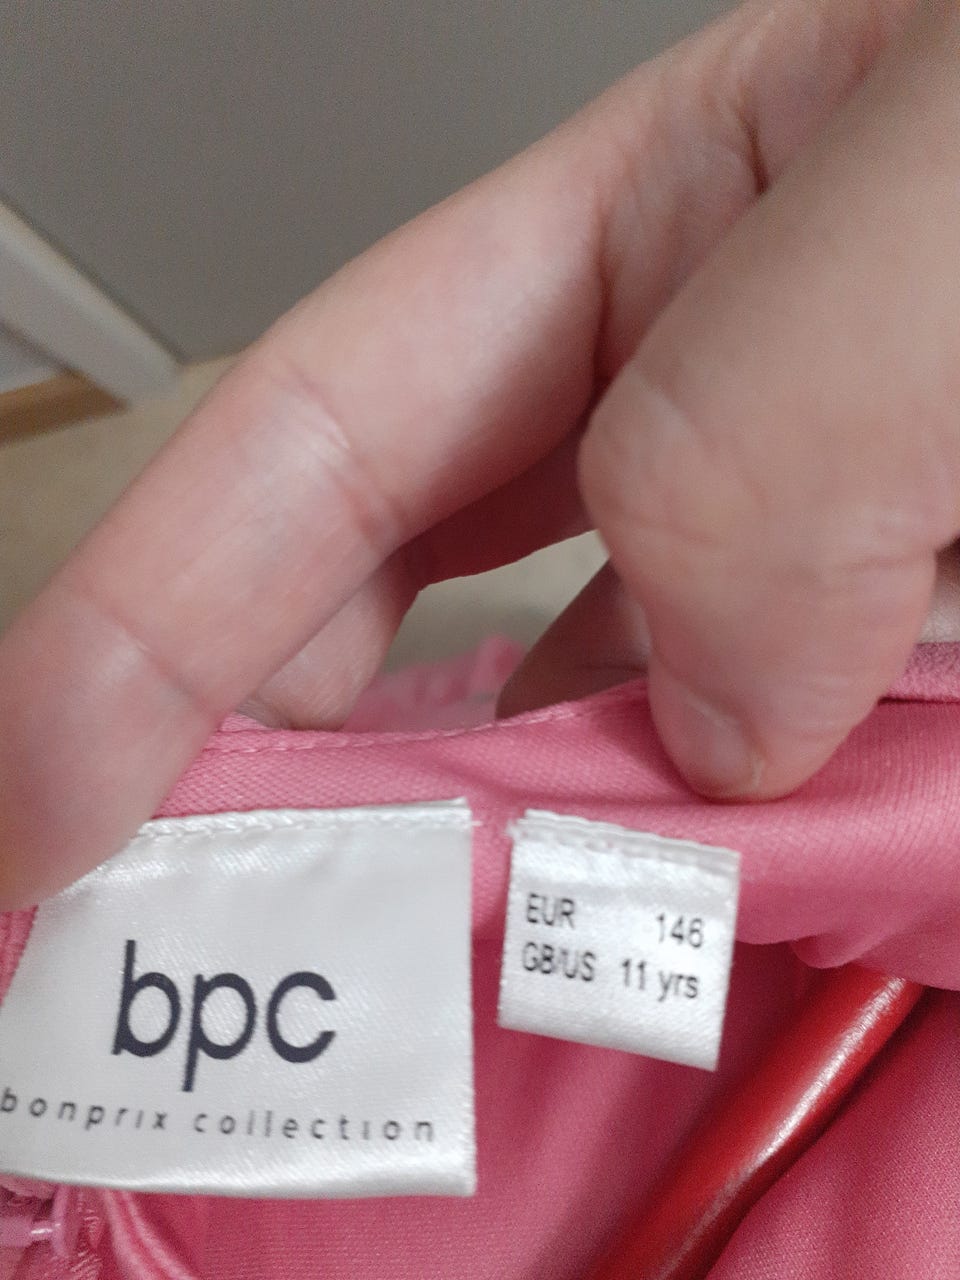 bpc
bonprix collection
EUR 146
GB/US 11 yrs